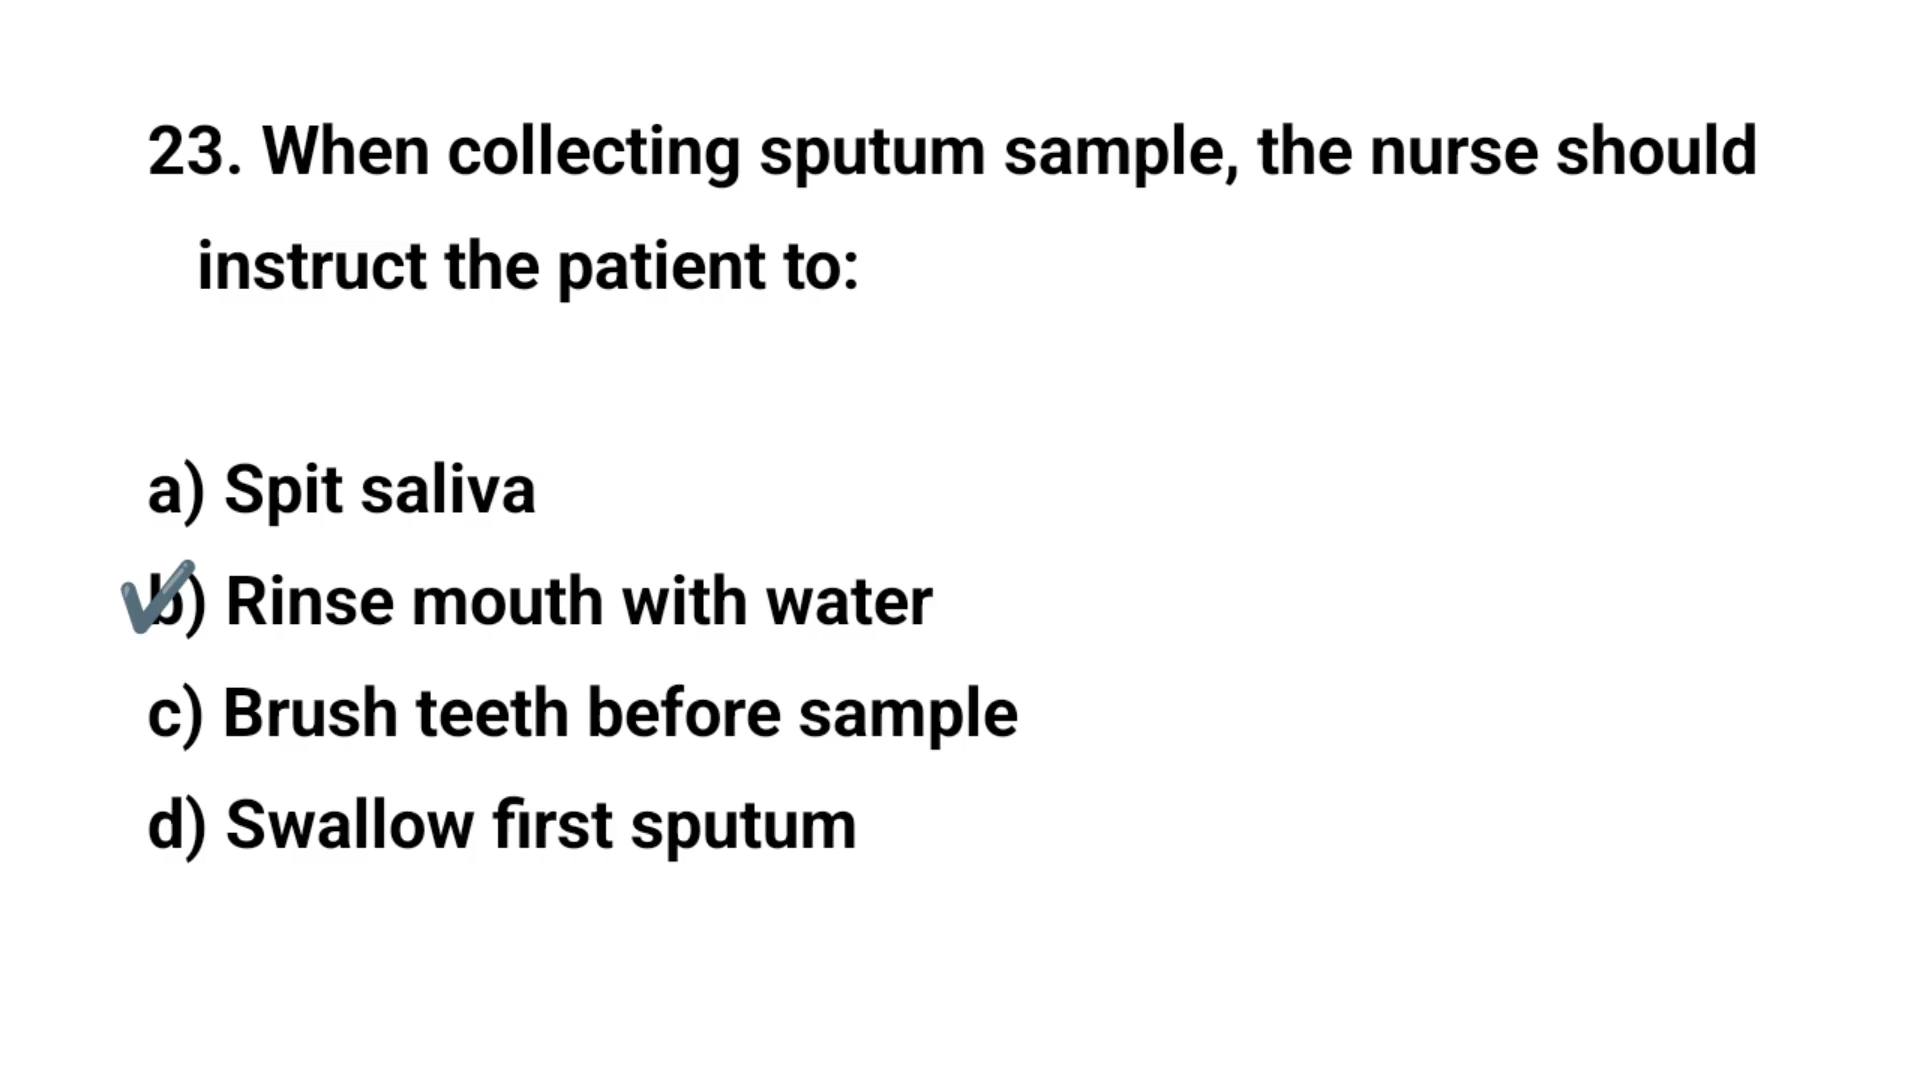 23. When collecting sputum sample, the nurse should
instruct the patient to:
a) Spit saliva
b) Rinse mouth with water
c) Brush teeth before sample
d) Swallow first sputum